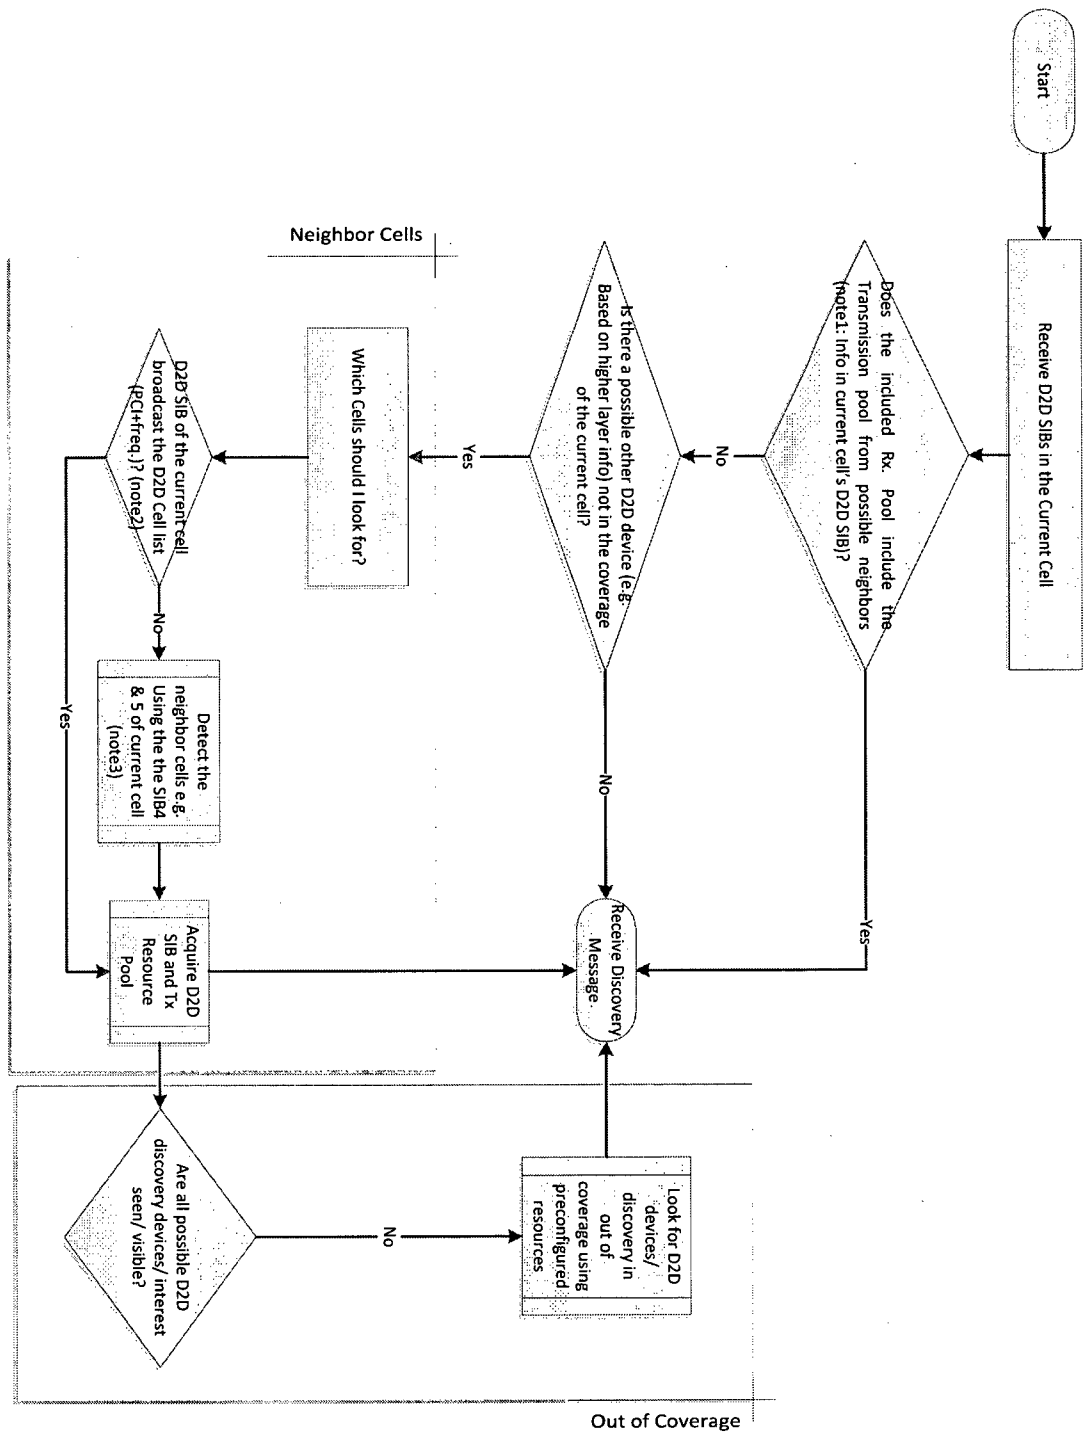 Start
Receive D2D SIBs in the Current Cell
Does the included Rx. Pool include the
Transmission pool from possible neighbors
(note1: Info in current cell's D2D SIB)?
Yes
No
Is there a possible other D2D device (e.g.
Based on higher layer info) not in the coverage
of the current cell?
No
Yes
Receive Discovery
Message
Neighbor Cells
Which Cells should I look for?
D2D SIB of the current cell
broadcast the D2D Cell list
(PCI+freq.)? (note2)
No
Yes
Detect the
neighbor cells e.g.
Using the the SIB4
& 5 of current cell
(note3)
Acquire D2D
SIB and Tx
Resource
Pool
Are all possible D2D
discovery devices/ interest
seen/ visible?
No
Look for D2D
devices/
discovery in
out of
coverage using
preconfigured
resources
Out of Coverage